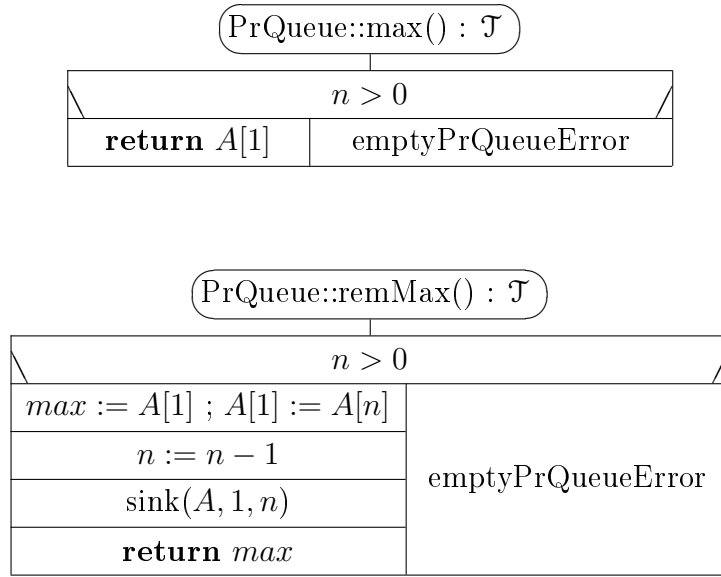 PrQueue::max() : 𝒯
n > 0
return A[1] emptyPrQueueError
PrQueue::remMax() : 𝒯
n > 0
max := A[1] ; A[1] := A[n]
n := n − 1
emptyPrQueueError
sink(A, 1, n)
return max